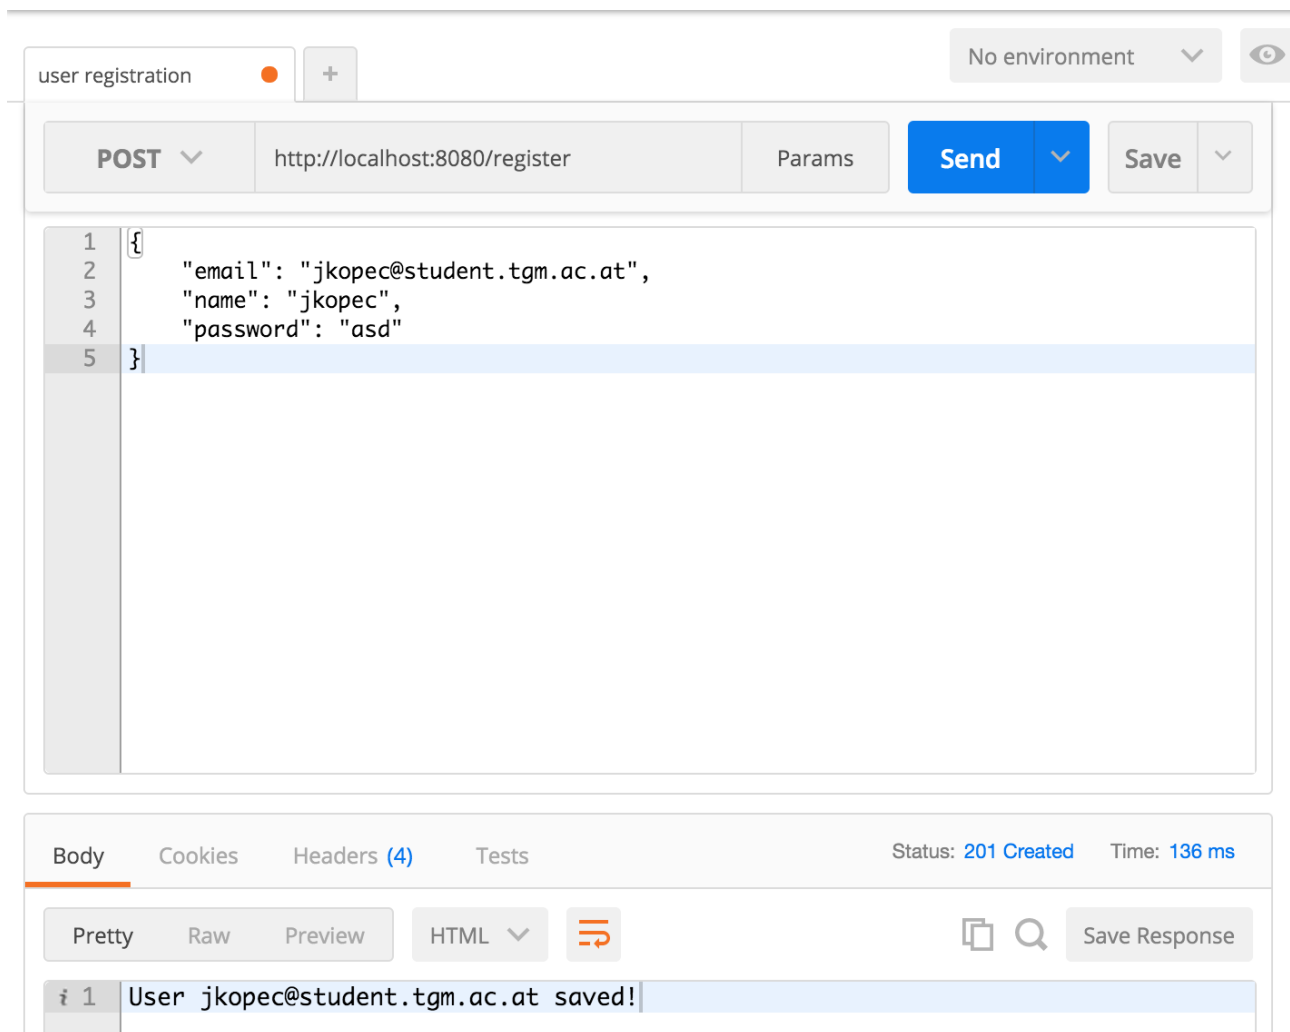 No environment
user registration
+
POST http://localhost:8080/register Params Send Save
1 {
2 "email": "jkopec@student.tgm.ac.at",
3 "name": "jkopec",
4 "password": "asd"
5 }
Body Cookies Headers (4) Tests Status: 201 Created Time: 136 ms
Pretty Raw Preview HTML Save Response
i 1 User jkopec@student.tgm.ac.at saved!